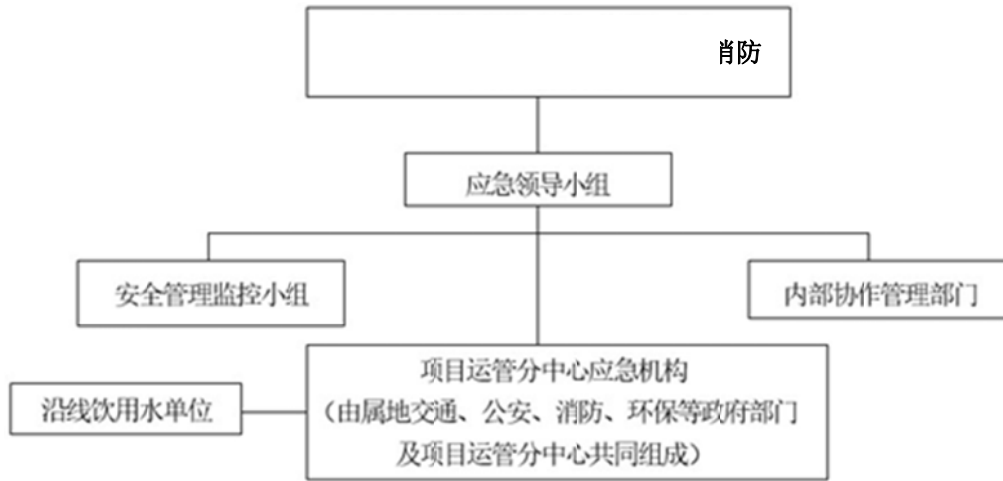 消防
应急领导小组
安全管理监控小组
内部协作管理部门
项目运管分中心应急机构
沿线饮用水单位
（由属地交通、公安、消防、环保等政府部门
及项目运管分中心共同组成）